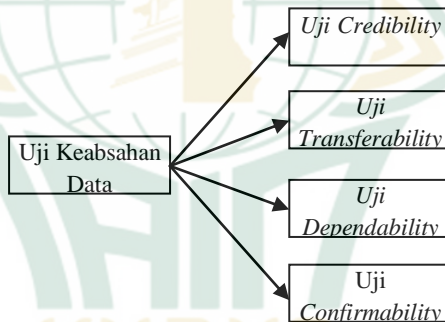 Uji Credibility
Uji
Transferability
Uji Keabsahan
Data
Uji
Dependability
Uji
Confirmability